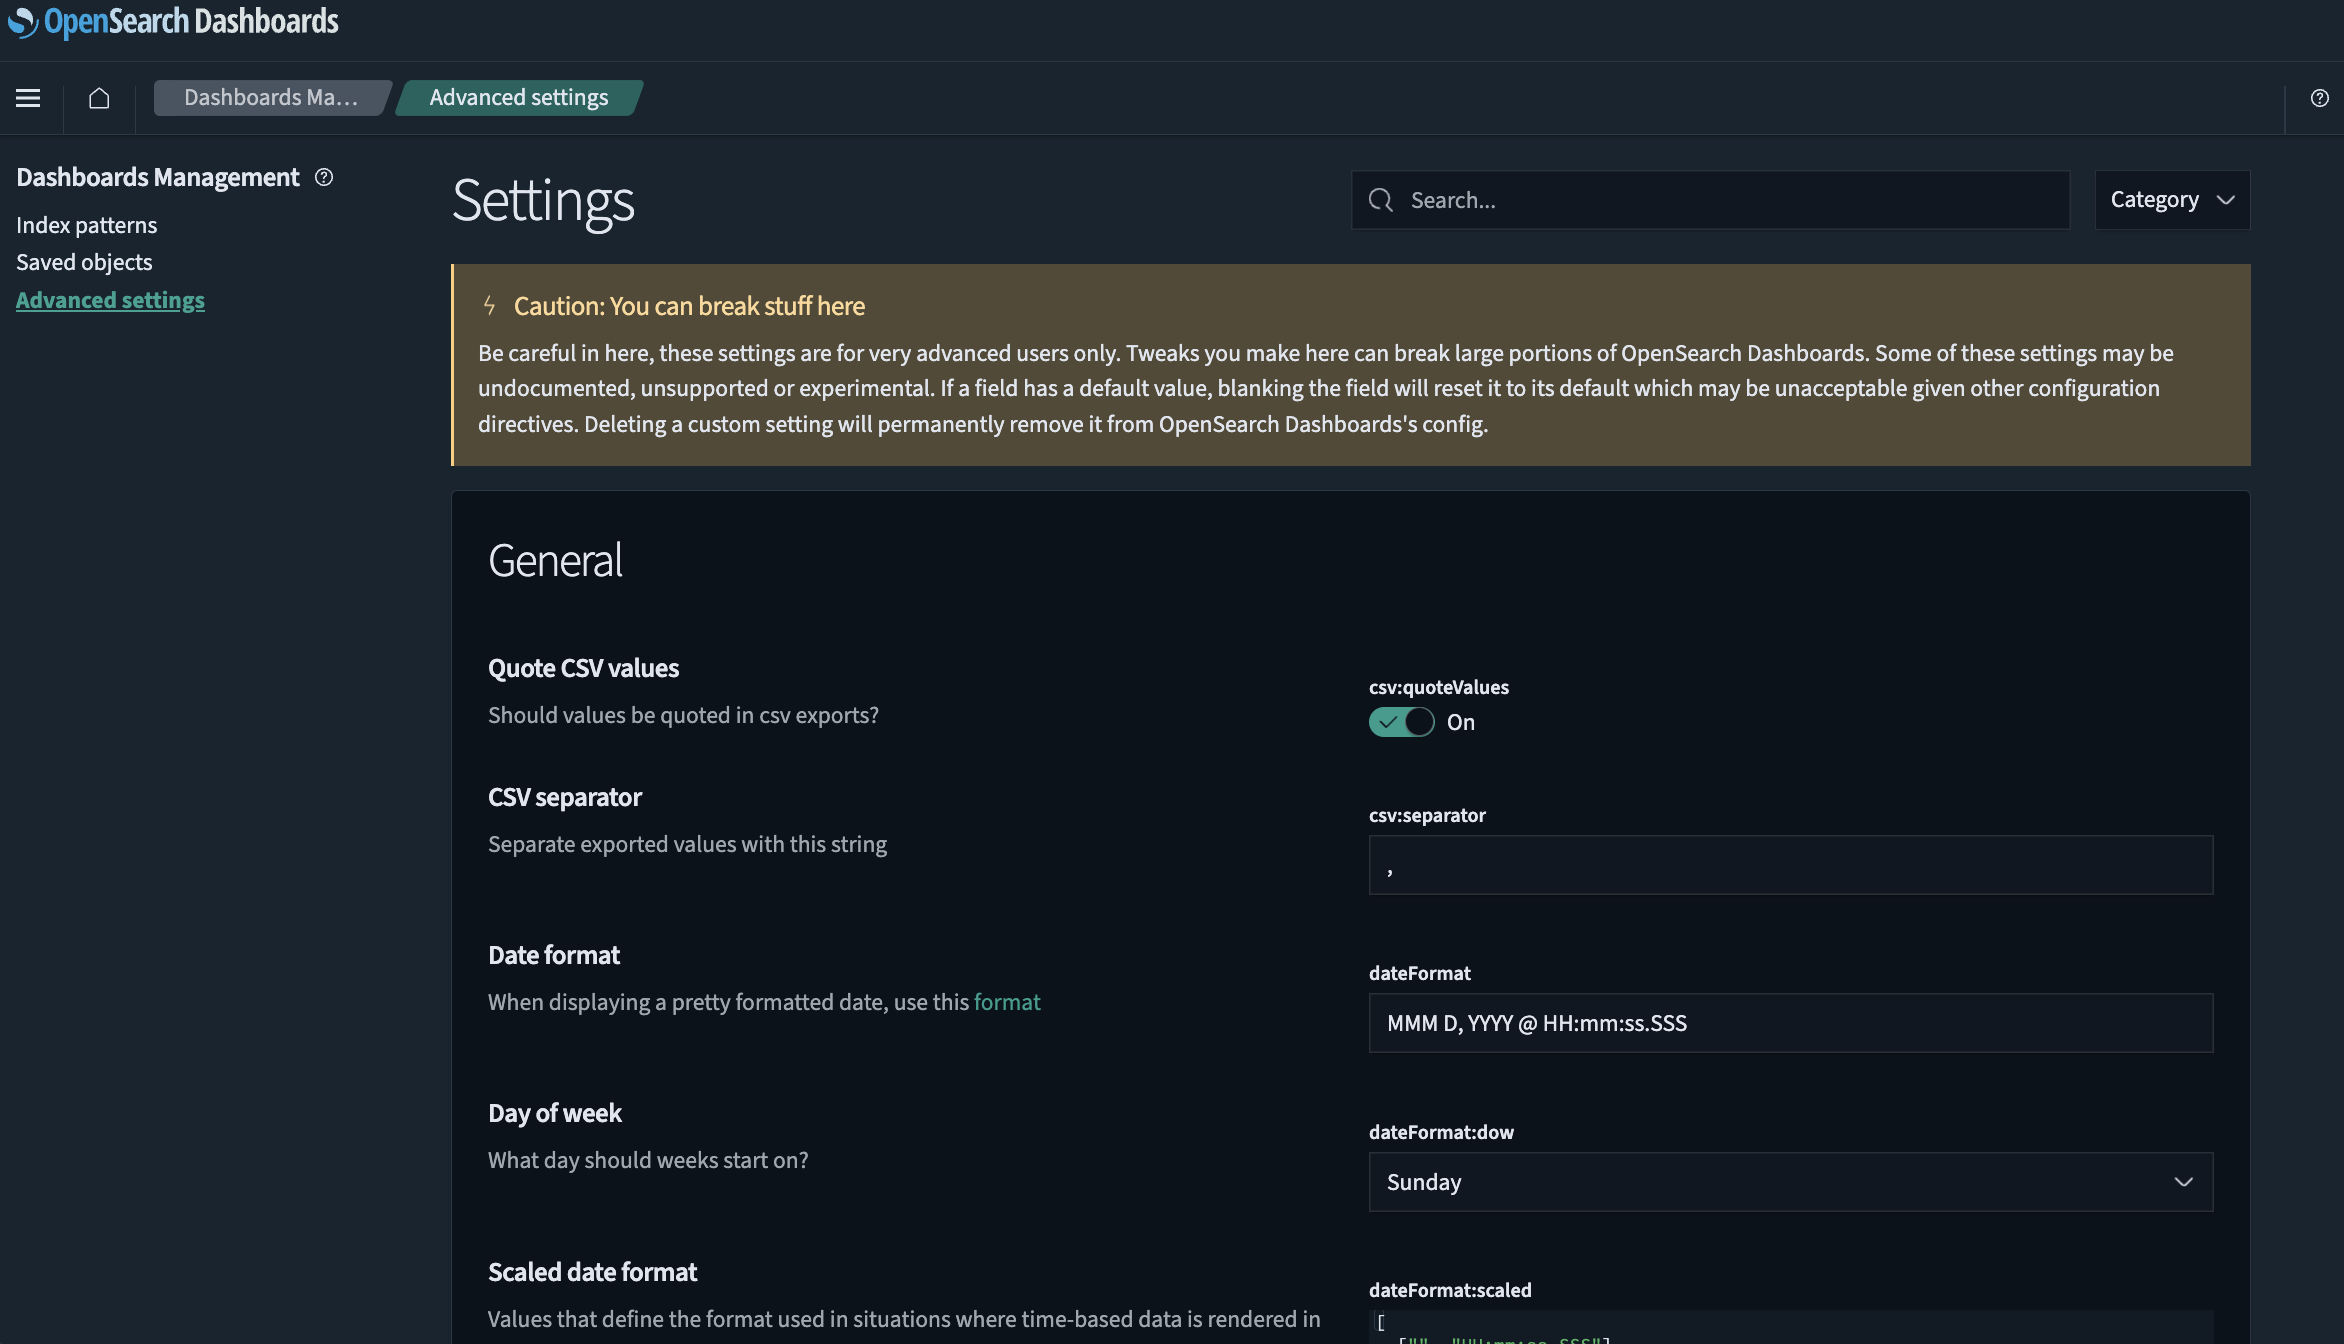 OpenSearch Dashboards
Dashboards Ma...
Advanced settings
Dashboards Management
Index patterns
Saved objects
Advanced settings
Settings
Search...
Category
Caution: You can break stuff here
Be careful in here, these settings are for very advanced users only. Tweaks you make here can break large portions of OpenSearch Dashboards. Some of these settings may be
undocumented, unsupported or experimental. If a field has a default value, blanking the field will reset it to its default which may be unacceptable given other configuration
directives. Deleting a custom setting will permanently remove it from OpenSearch Dashboards's config.
General
Quote CSV values
Should values be quoted in csv exports?
csv:quoteValues
On
CSV separator
Separate exported values with this string
csv:separator
,
Date format
When displaying a pretty formatted date, use this format
dateFormat
MMM D, YYYY @ HH:mm:ss.SSS
Day of week
What day should weeks start on?
dateFormat:dow
Sunday
Scaled date format
Values that define the format used in situations where time-based data is rendered in
dateFormat:scaled
[
["", "HH:mm:ss.SSS"],